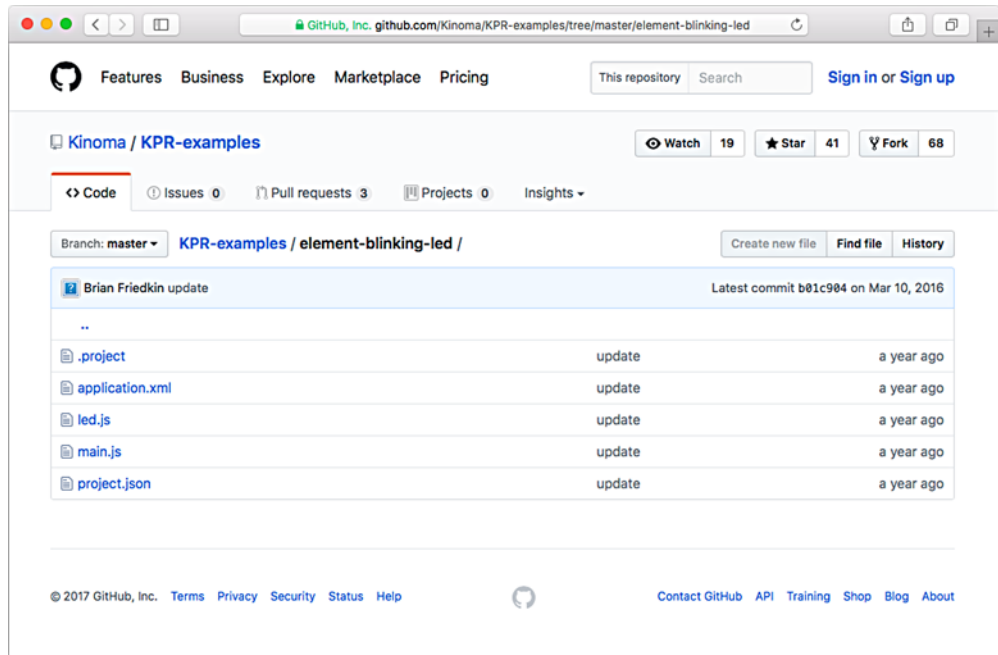 GitHub, Inc. github.com/Kinoma/KPR-examples/tree/master/element-blinking-led
Features Business Explore Marketplace Pricing This repository Search Sign in or Sign up
Kinoma / KPR-examples Watch 19 Star 41 Fork 68
Code Issues 0 Pull requests 3 Projects 0 Insights
Branch: master KPR-examples / element-blinking-led / Create new file Find file History
Brian Friedkin update Latest commit b01c904 on Mar 10, 2016
..
.project update a year ago
application.xml update a year ago
led.js update a year ago
main.js update a year ago
project.json update a year ago
© 2017 GitHub, Inc. Terms Privacy Security Status Help Contact GitHub API Training Shop Blog About